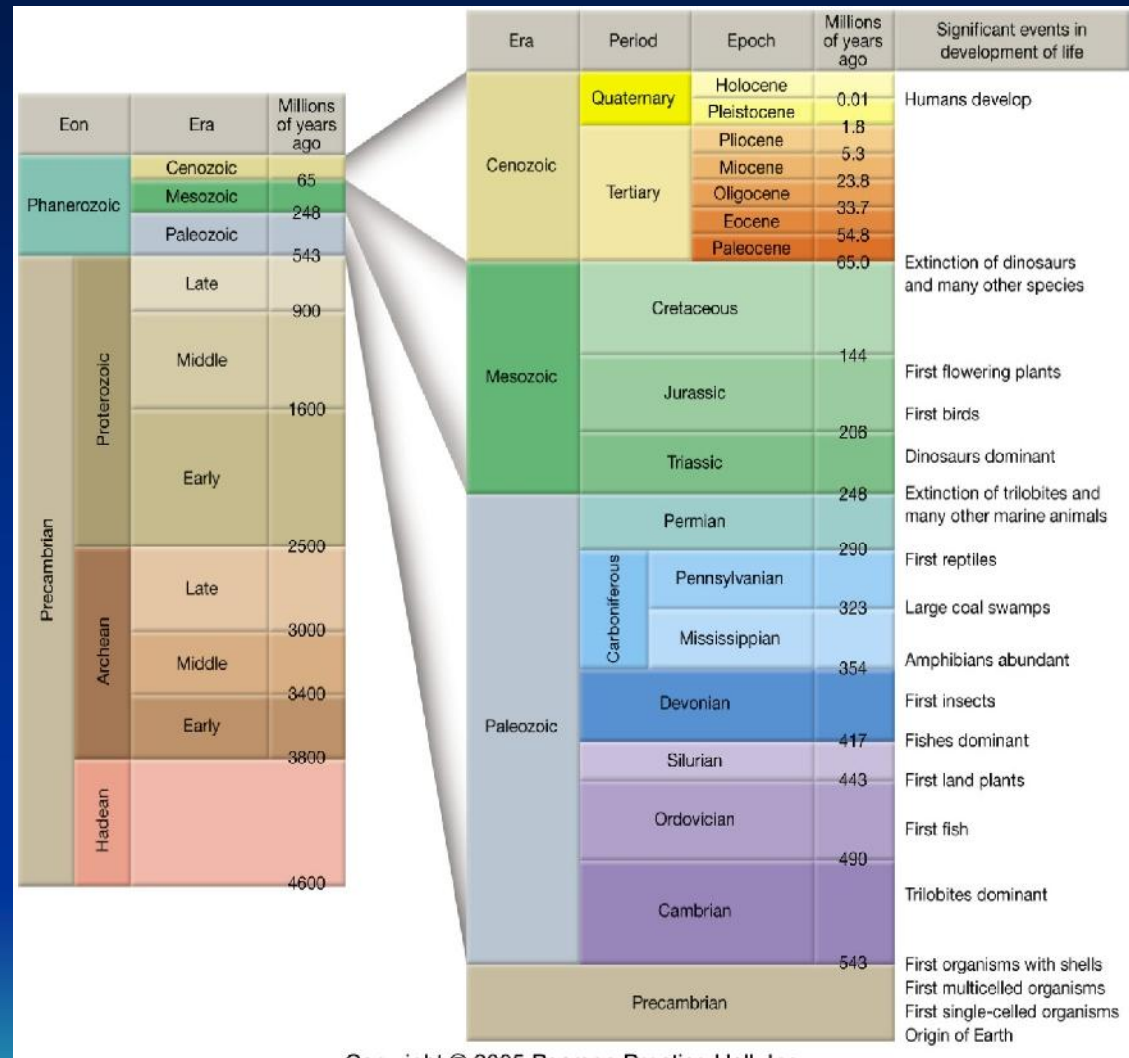 Eon
Era
Millions
of years
ago
Phanerozoic
Cenozoic
65
Mesozoic
248
Paleozoic
543
Precambrian
Proterozoic
Late
900
Middle
1600
Early
2500
Archean
Late
3000
Middle
3400
Early
3800
Hadean
4600
Era
Period
Epoch
Millions
of years
ago
Significant events in
development of life
Cenozoic
Quaternary
Holocene
0.01
Humans develop
Pleistocene
1.8
Tertiary
Pliocene
5.3
Miocene
23.8
Oligocene
33.7
Eocene
54.8
Paleocene
65.0
Extinction of dinosaurs
and many other species
Mesozoic
Cretaceous
144
First flowering plants
Jurassic
First birds
206
Triassic
Dinosaurs dominant
248
Extinction of trilobites and
many other marine animals
Paleozoic
Permian
290
First reptiles
Carboniferous
Pennsylvanian
323
Large coal swamps
Mississippian
Amphibians abundant
354
Devonian
First insects
417
Fishes dominant
Silurian
443
First land plants
Ordovician
First fish
490
Cambrian
Trilobites dominant
543
First organisms with shells
Precambrian
First multicelled organisms
First single-celled organisms
Origin of Earth